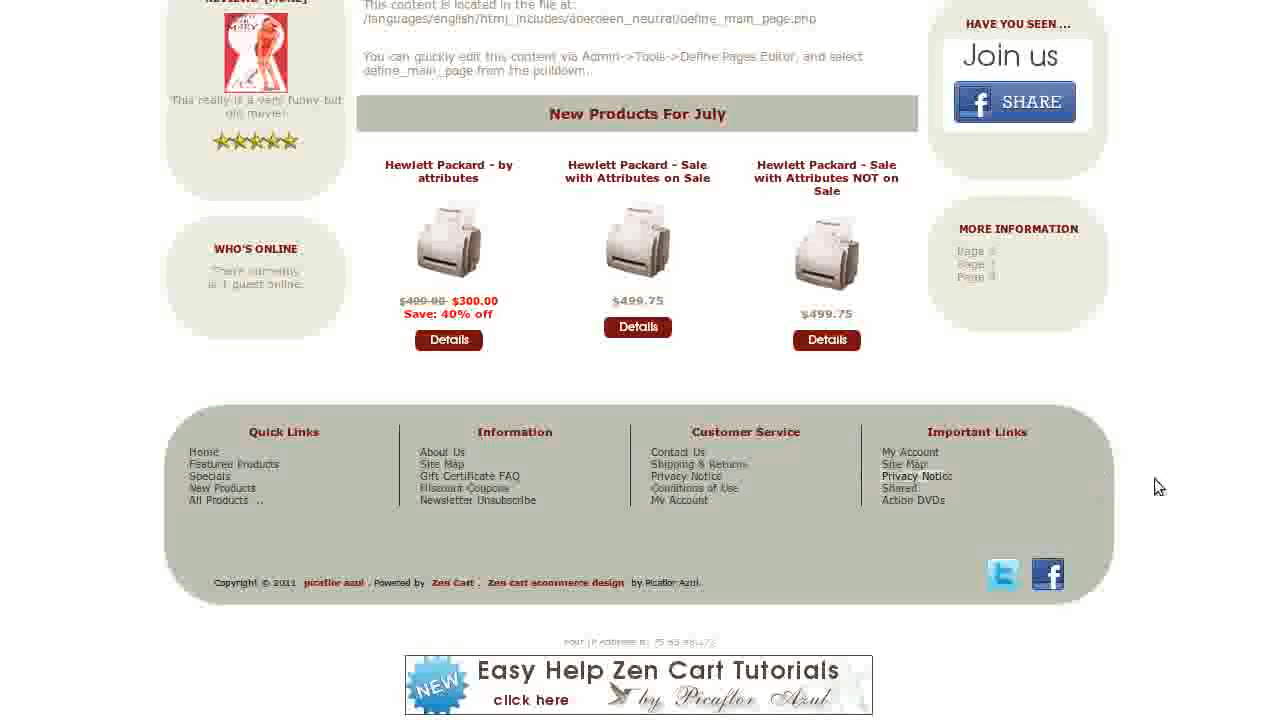 This content is located in the file at:
/languages/english/html_includes/aberdeen_neutral/define_main_page.php
You can quickly edit this content via Admin->Tools->Define Pages Editor, and select
define_main_page from the pulldown.
This really is a very funny but
old movie!
WHO'S ONLINE
There currently
is 1 guest online.
New Products For July
Hewlett Packard - by
attributes
$499.00 $300.00
Save: 40% off
Details
Hewlett Packard - Sale
with Attributes on Sale
$499.75
Details
Hewlett Packard - Sale
with Attributes NOT on
Sale
$499.75
Details
HAVE YOU SEEN ...
Join us
f SHARE
MORE INFORMATION
Page
Page
Page
Quick Links
Home
Featured Products
Specials
New Products
All Products ...
Information
About Us
Site Map
Gift Certificate FAQ
Discount Coupons
Newsletter Unsubscribe
Customer Service
Contact Us
Shipping & Returns
Privacy Notice
Conditions of Use
My Account
Important Links
My Account
Site Map
Privacy Notice
Shared
Action DVDs
Copyright © 2011 picaflor azul. Powered by Zen Cart. Zen cart ecommerce design by Picaflor Azul.
Your IP Address is:
NEW
Easy Help Zen Cart Tutorials
click here by Picaflor Azul